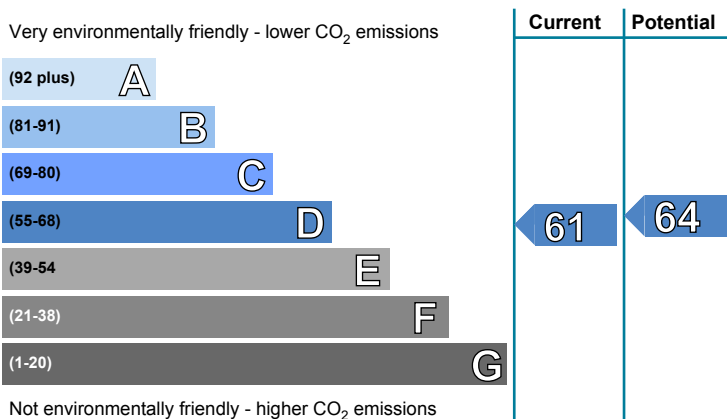 Very environmentally friendly - lower CO2 emissions
Current
Potential
(92 plus) A
(81-91) B
(69-80) C
(55-68) D
61
64
(39-54 E
(21-38) F
(1-20) G
Not environmentally friendly - higher CO2 emissions